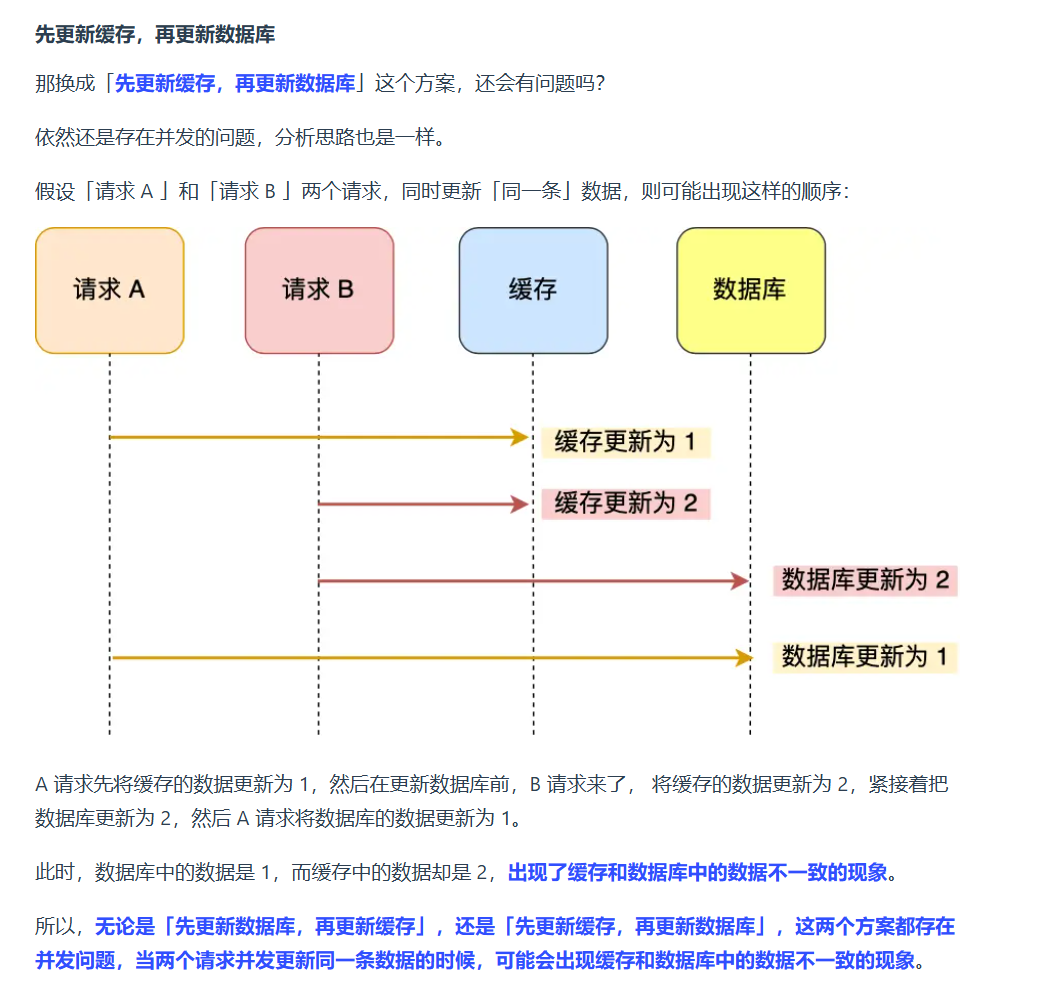 先更新缓存，再更新数据库
那换成「先更新缓存，再更新数据库」这个方案，还会有问题吗？
依然还是存在并发的问题，分析思路也是一样。
假设「请求 A 」和「请求 B 」两个请求，同时更新「同一条」数据，则可能出现这样的顺序：
请求 A
请求 B
缓存
数据库
缓存更新为 1
缓存更新为 2
数据库更新为 2
数据库更新为 1
A 请求先将缓存的数据更新为 1，然后在更新数据库前，B 请求来了， 将缓存的数据更新为 2，紧接着把
数据库更新为 2，然后 A 请求将数据库的数据更新为 1。
此时，数据库中的数据是 1，而缓存中的数据却是 2，出现了缓存和数据库中的数据不一致的现象。
所以，无论是「先更新数据库，再更新缓存」，还是「先更新缓存，再更新数据库」，这两个方案都存在
并发问题，当两个请求并发更新同一条数据的时候，可能会出现缓存和数据库中的数据不一致的现象。